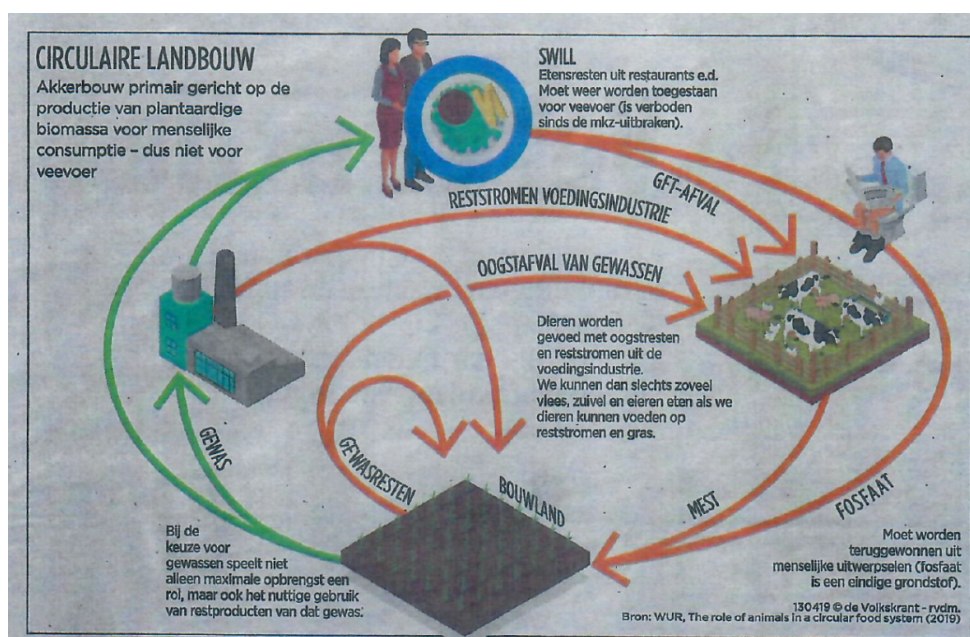 CIRCULAIRE LANDBOUW
Akkerbouw primair gericht op de
productie van plantaardige
biomassa voor menselijke
consumptie – dus niet voor
veevoer
SWILL
Etensresten uit restaurants e.d.
Moet weer worden toegestaan
voor veevoer (is verboden
sinds de mkz-uitbraken).
GFT-AFVAL
RESTSTROMEN VOEDINGSINDUSTRIE
OOGSTAFVAL VAN GEWASSEN
Dieren worden
gevoed met oogstresten
en reststromen uit de
voedingsindustrie.
We kunnen dan slechts zoveel
vlees, zuivel en eieren eten als we
dieren kunnen voeden op
reststromen en gras.
GEWAS
GEWASRESTEN
BOUWLAND
MEST
FOSFAAT
Bij de
keuze voor
gewassen speelt niet
alleen maximale opbrengst een
rol, maar ook het nuttige gebruik
van restproducten van dat gewas.
Moet worden
teruggewonnen uit
menselijke uitwerpselen (fosfaat
is een eindige grondstof).
130419 © de Volkskrant - rvdm.
Bron: WUR, The role of animals in a circular food system (2019)